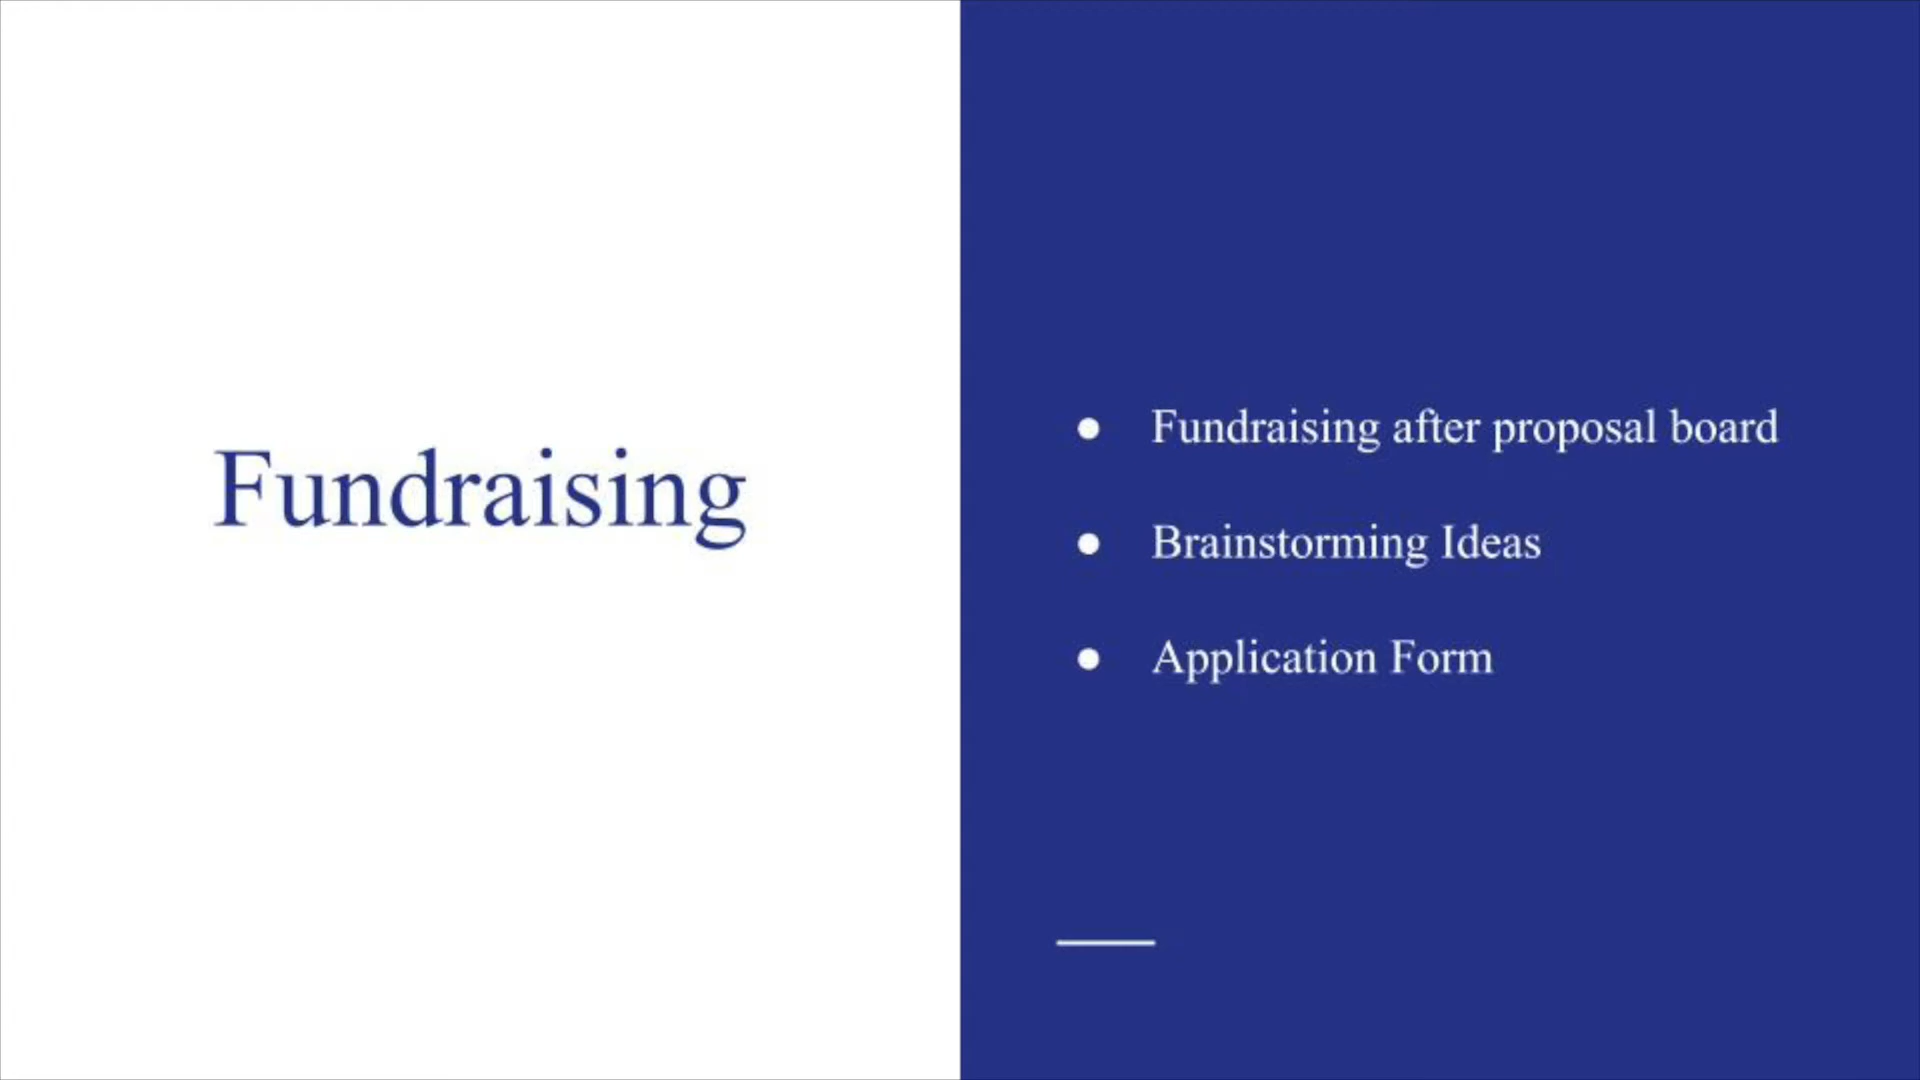 Fundraising
● Fundraising after proposal board
● Brainstorming Ideas
● Application Form